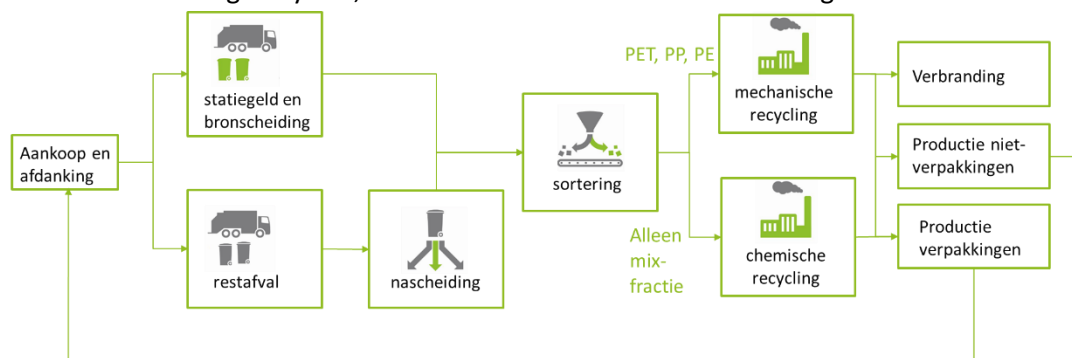 statiegeld en
bronscheiding
PET, PP, PE
mechanische
recycling
Verbranding
Aankoop en
afdanking
sortering
Productie niet-
verpakkingen
restafval
nascheiding
Alleen
mix-
fractie
chemische
recycling
Productie
verpakkingen